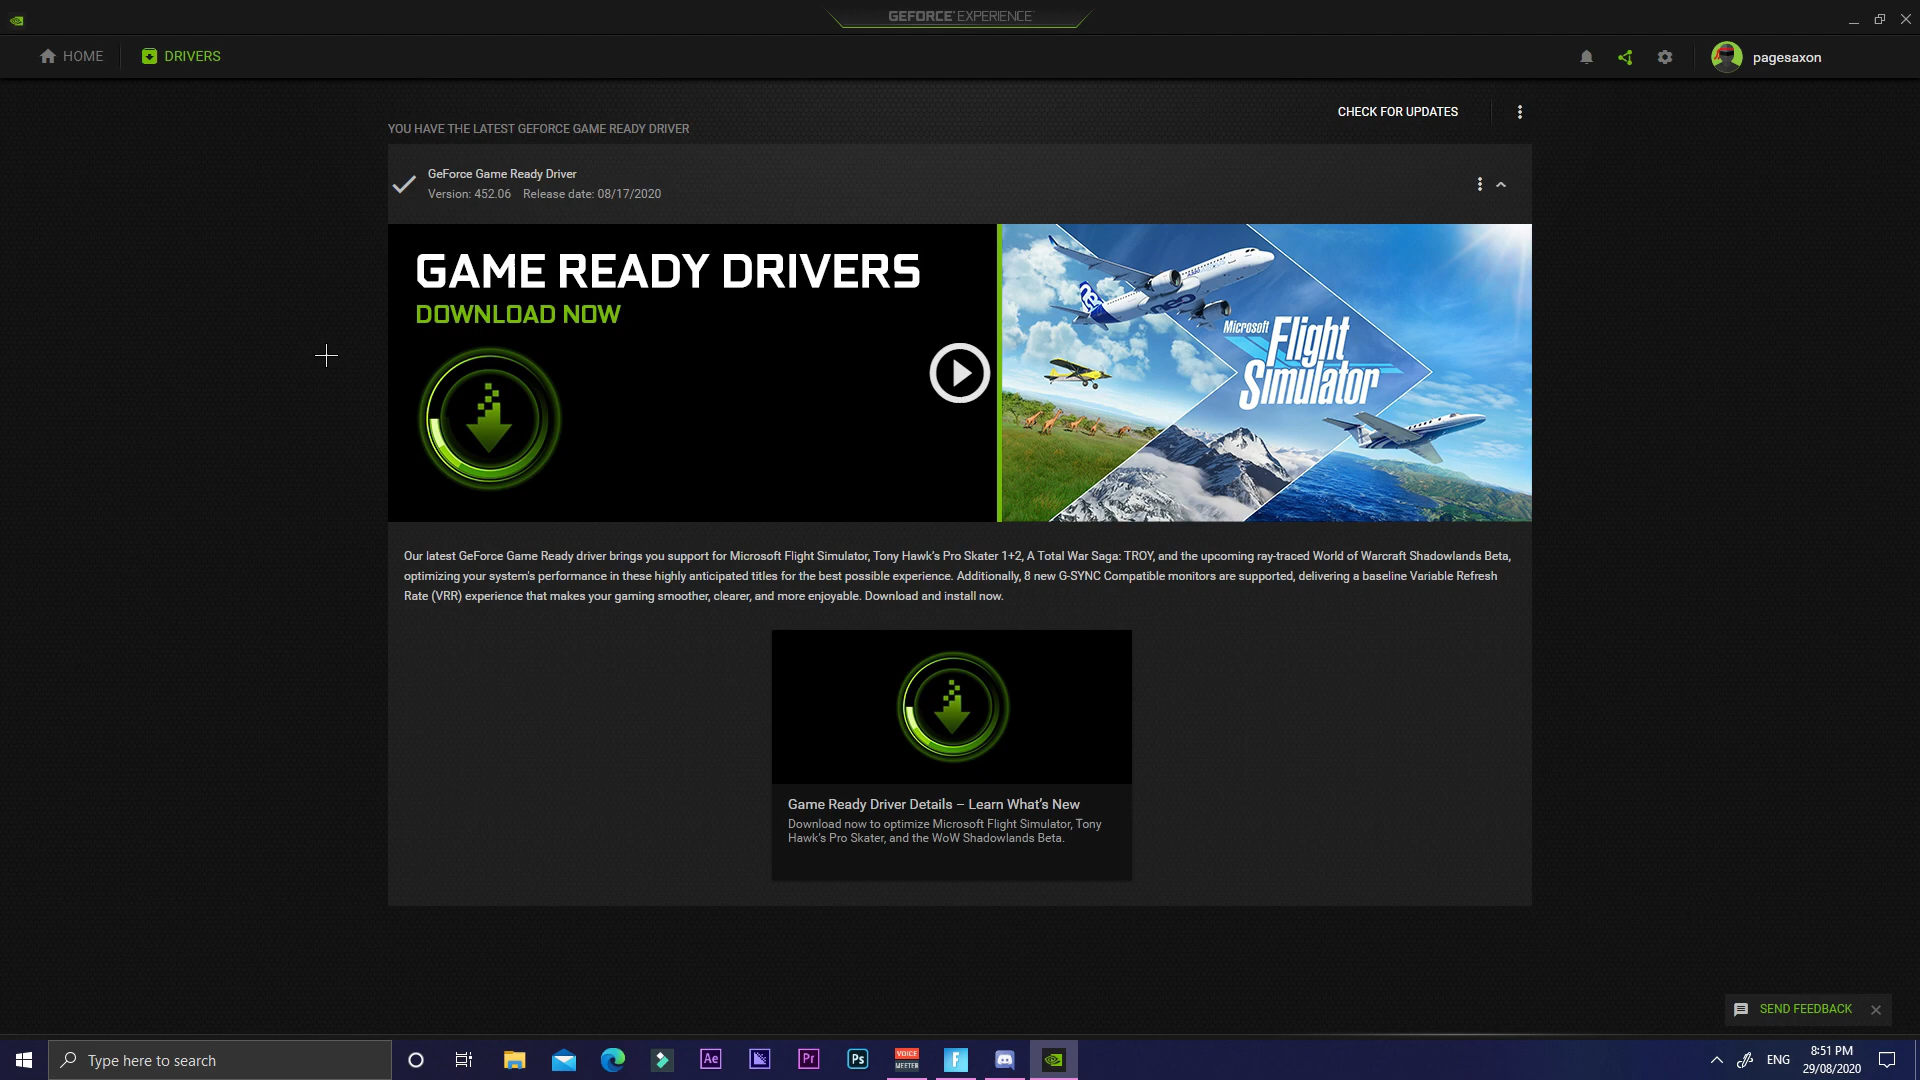 GEFORCE EXPERIENCE
HOME
DRIVERS
pagesaxon
CHECK FOR UPDATES
YOU HAVE THE LATEST GEFORCE GAME READY DRIVER
GeForce Game Ready Driver
Version: 452.06 Release date: 08/17/2020
GAME READY DRIVERS
DOWNLOAD NOW
neo
Microsoft
Flight
Simulator
Our latest GeForce Game Ready driver brings you support for Microsoft Flight Simulator, Tony Hawk's Pro Skater 1+2, A Total War Saga: TROY, and the upcoming ray-traced World of Warcraft Shadowlands Beta,
optimizing your system's performance in these highly anticipated titles for the best possible experience. Additionally, 8 new G-SYNC Compatible monitors are supported, delivering a baseline Variable Refresh
Rate (VRR) experience that makes your gaming smoother, clearer, and more enjoyable. Download and install now.
Game Ready Driver Details – Learn What's New
Download now to optimize Microsoft Flight Simulator, Tony
Hawk's Pro Skater, and the WoW Shadowlands Beta.
SEND FEEDBACK
Type here to search
Ae
Pr
Ps
VOICE
MEETER
F
ENG
8:51 PM
29/08/2020